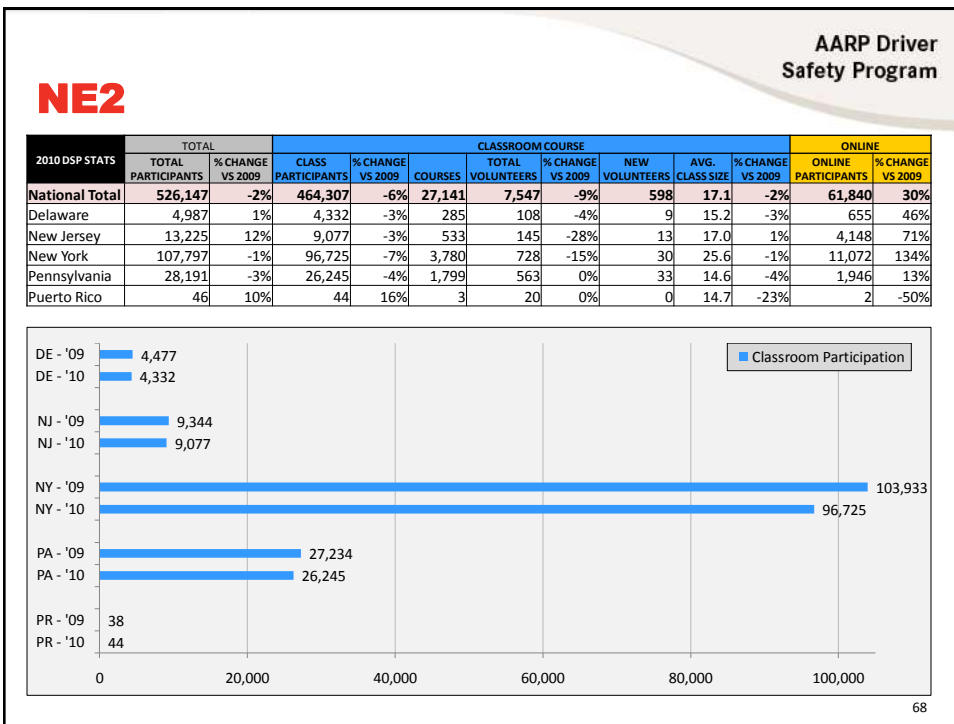 AARP Driver
Safety Program
NE2
2010 DSP STATS TOTAL CLASSROOM COURSE ONLINE
TOTAL PARTICIPANTS % CHANGE VS 2009 CLASS PARTICIPANTS % CHANGE VS 2009 COURSES TOTAL VOLUNTEERS % CHANGE VS 2009 NEW VOLUNTEERS AVG. CLASS SIZE % CHANGE VS 2009 ONLINE PARTICIPANTS % CHANGE VS 2009
National Total 526,147 -2% 464,307 -6% 27,141 7,547 -9% 598 17.1 -2% 61,840 30%
Delaware 4,987 1% 4,332 -3% 285 108 -4% 9 15.2 -3% 655 46%
New Jersey 13,225 12% 9,077 -3% 533 145 -28% 13 17.0 1% 4,148 71%
New York 107,797 -1% 96,725 -7% 3,780 728 -15% 30 25.6 -1% 11,072 134%
Pennsylvania 28,191 -3% 26,245 -4% 1,799 563 0% 33 14.6 -4% 1,946 13%
Puerto Rico 46 10% 44 16% 3 20 0% 0 14.7 -23% 2 -50%
Classroom Participation
DE - '09 4,477
DE - '10 4,332
NJ - '09 9,344
NJ - '10 9,077
NY - '09 103,933
NY - '10 96,725
PA - '09 27,234
PA - '10 26,245
PR - '09 38
PR - '10 44
0 20,000 40,000 60,000 80,000 100,000
68